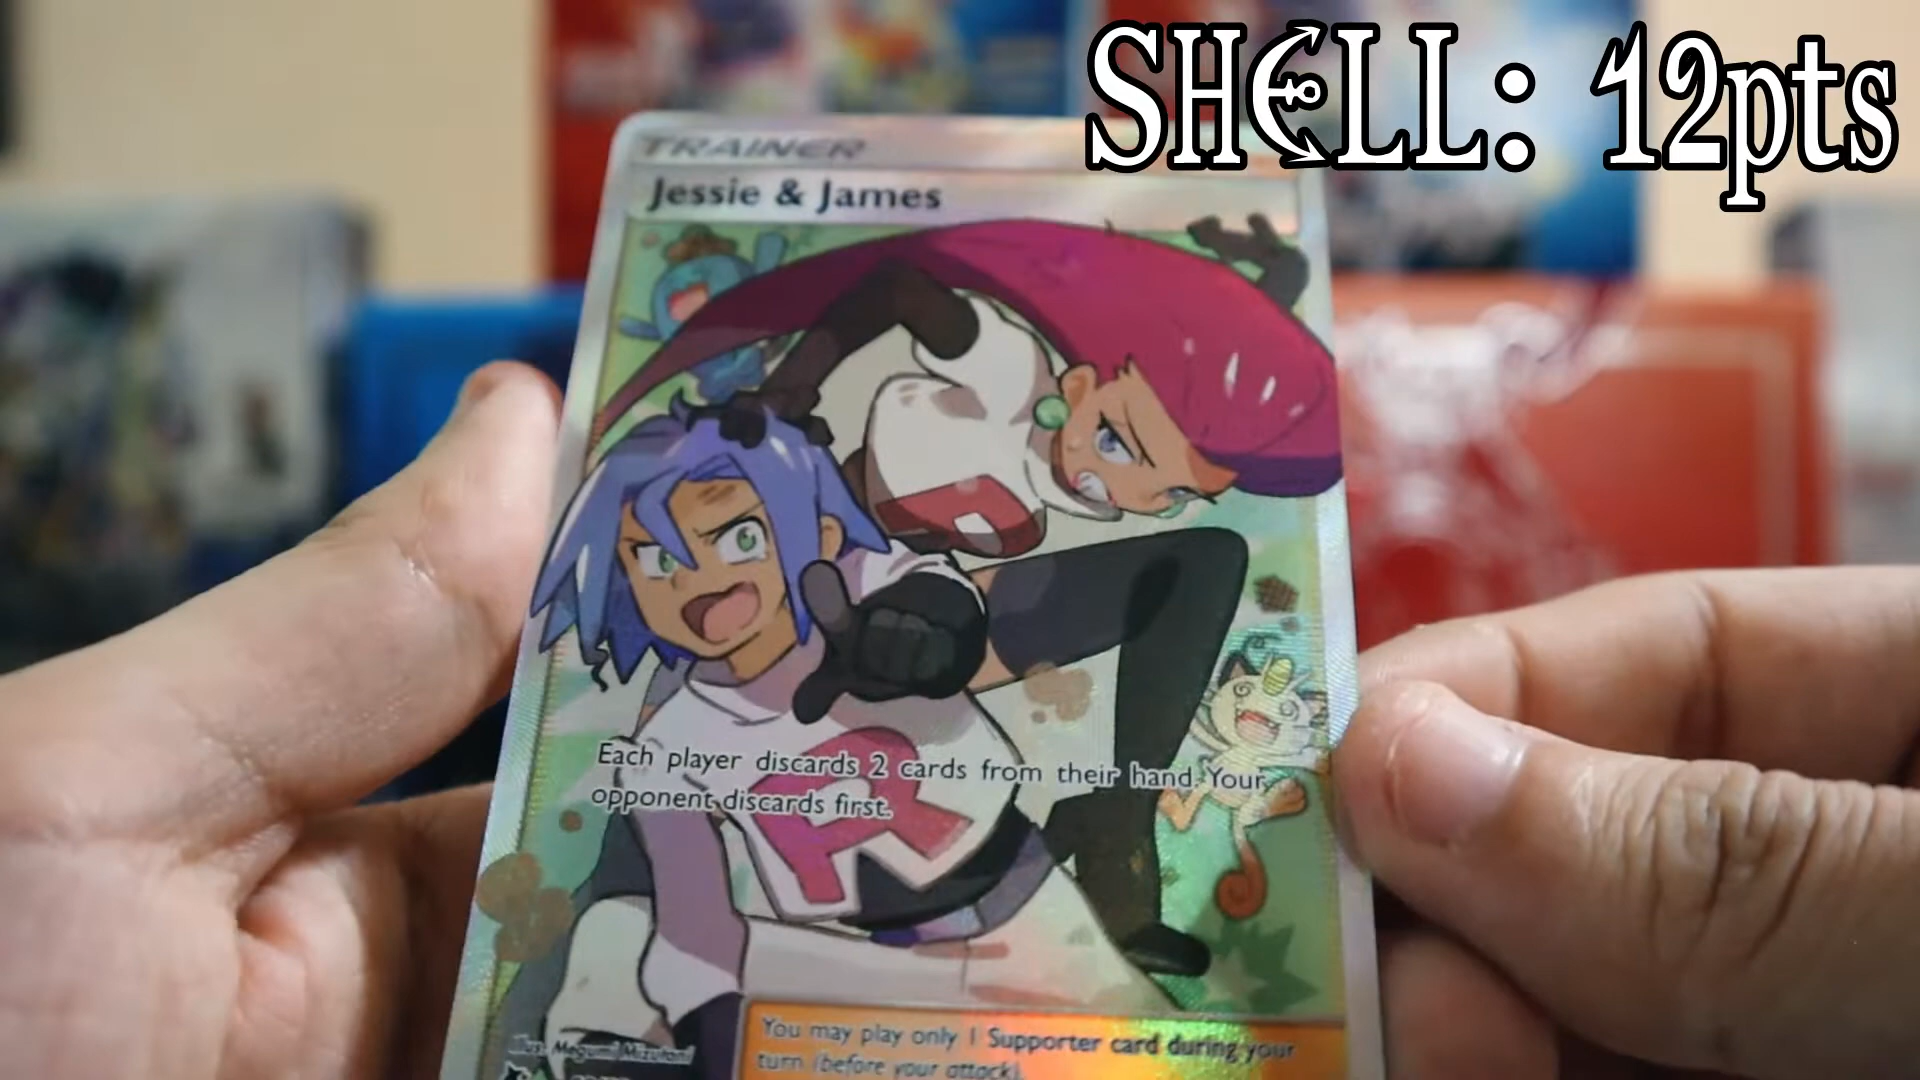 SHELL: 12pts
TRAINER
Jessie & James
Each player discards 2 cards from their hand. Your
opponent discards first.
You may play only 1 Supporter card during your
turn (before your attack).
Illus. Megumi Mizutani